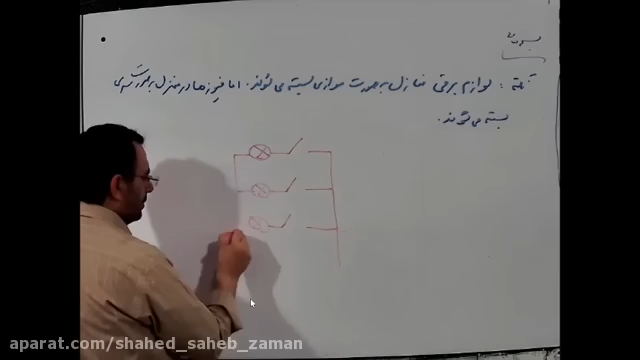 نکته : لوازم برقی منازل به صورت موازی بسته می شوند. اما فیوزها در منزل به صورت سری
بسته می شوند.
aparat.com/shahed_saheb_zaman